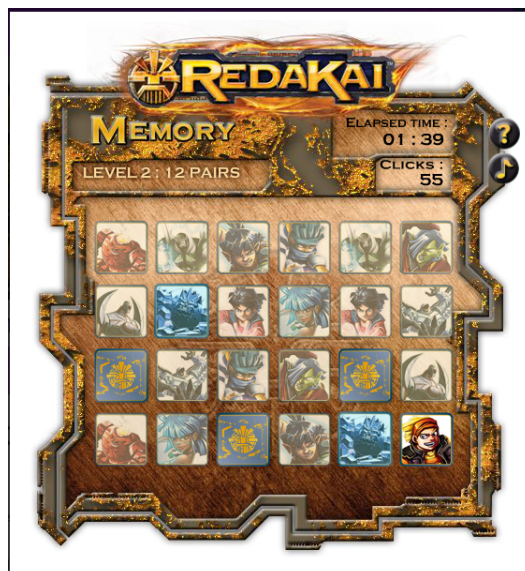 REDAKAI
MEMORY
ELAPSED TIME :
01 : 39
LEVEL 2 : 12 PAIRS
CLICKS :
55
?